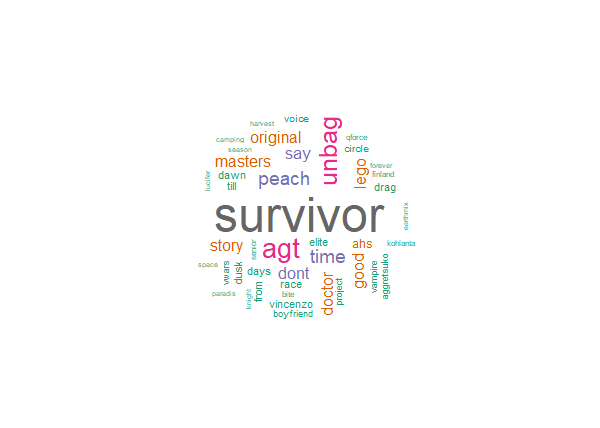 harvest
voice
unbag
camping
original
qforce
season
say
circle
masters
lego
forever
lucifer
dawn
peach
finland
till
drag
survivor
earthmix
story
senior
agt
elite
ahs
kohlanta
time
good
space
vwars
dusk
days
dont
vampire
aggretsuko
from
race
doctor
project
paradis
knight
bite
vincenzo
boyfriend